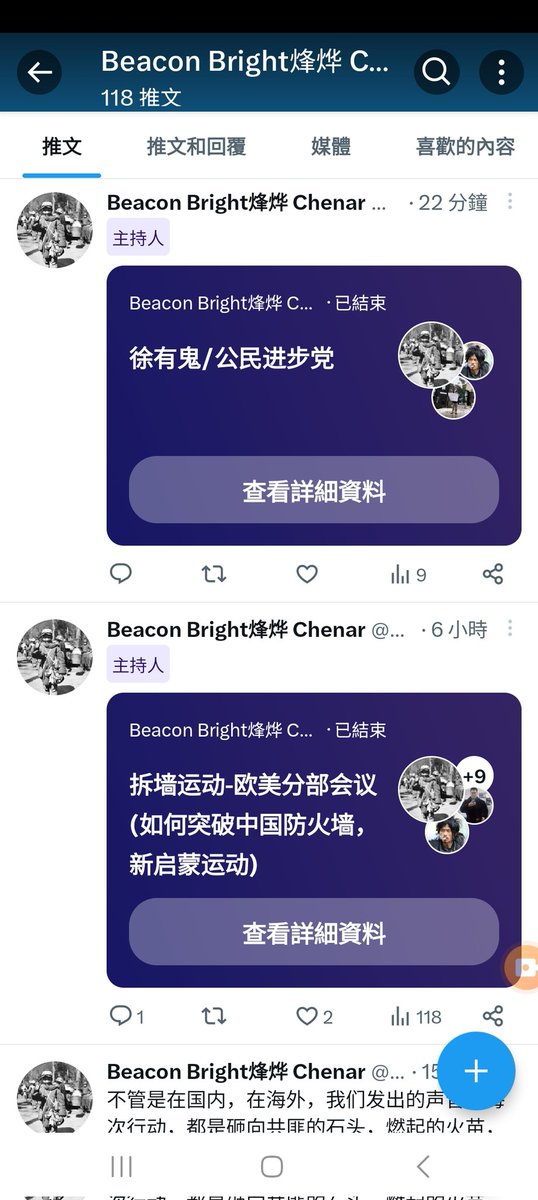 Beacon Bright烽烨 C...
118 推文
推文 推文和回覆 媒體 喜歡的內容
Beacon Bright烽烨 Chenar ... · 22 分鐘
主持人
Beacon Bright烽烨 C... · 已結束
徐有鬼/公民进步党
查看詳細資料
9
Beacon Bright烽烨 Chenar @... · 6 小時
主持人
Beacon Bright烽烨 C... · 已結束
+9
拆墙运动-欧美分部会议
(如何突破中国防火墙，
新启蒙运动)
查看詳細資料
1 2 118
Beacon Bright烽烨 Chenar @... · 15
不管是在国内，在海外，我们发出的声音
次行动，都是砸向共匪的石头，燃起的火苗，